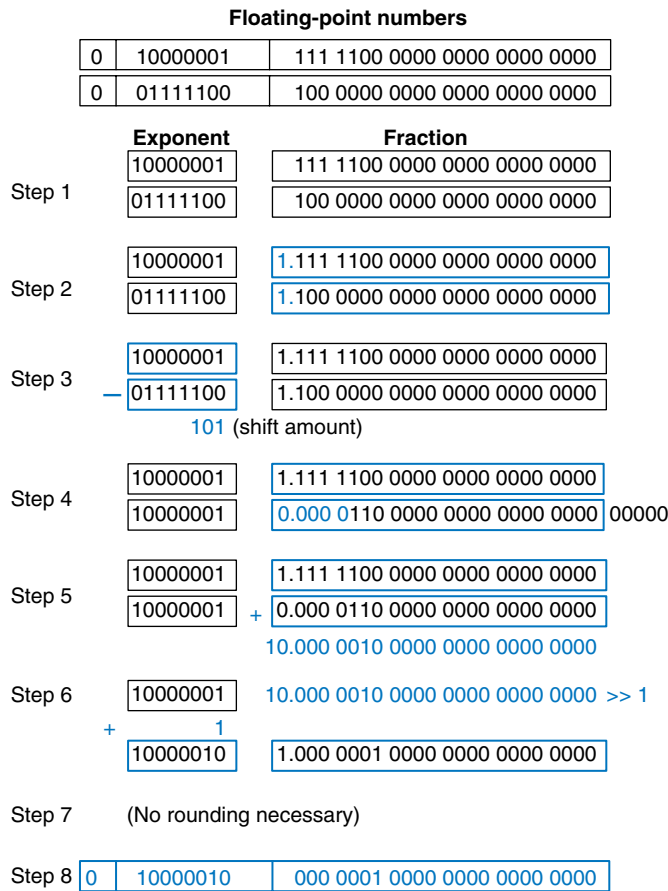 Floating-point numbers
0 10000001 111 1100 0000 0000 0000 0000
0 01111100 100 0000 0000 0000 0000 0000
Exponent Fraction
Step 1
10000001 111 1100 0000 0000 0000 0000
01111100 100 0000 0000 0000 0000 0000
Step 2
10000001 1.111 1100 0000 0000 0000 0000
01111100 1.100 0000 0000 0000 0000 0000
Step 3
10000001 1.111 1100 0000 0000 0000 0000
– 01111100 1.100 0000 0000 0000 0000 0000
101 (shift amount)
Step 4
10000001 1.111 1100 0000 0000 0000 0000
10000001 0.000 0110 0000 0000 0000 0000 00000
Step 5
10000001 1.111 1100 0000 0000 0000 0000
10000001 + 0.000 0110 0000 0000 0000 0000
10.000 0010 0000 0000 0000 0000
Step 6 10000001 10.000 0010 0000 0000 0000 0000 >> 1
+ 1
10000010 1.000 0001 0000 0000 0000 0000
Step 7 (No rounding necessary)
Step 8 0 10000010 000 0001 0000 0000 0000 0000